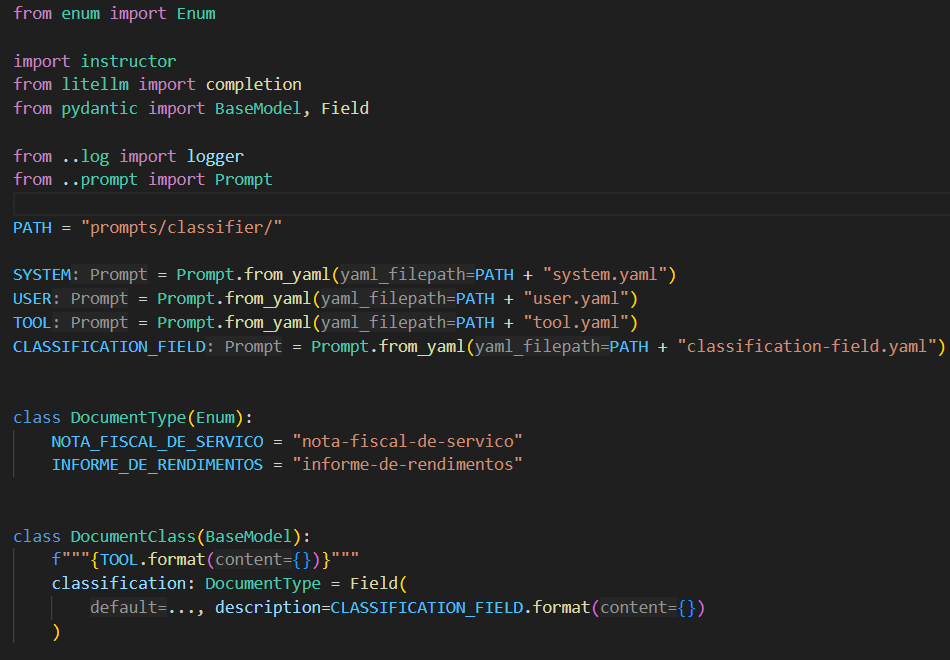 from enum import Enum
import instructor
from litellm import completion
from pydantic import BaseModel, Field
from ..log import logger
from ..prompt import Prompt
PATH = "prompts/classifier/"
SYSTEM: Prompt = Prompt.from_yaml(yaml_filepath=PATH + "system.yaml")
USER: Prompt = Prompt.from_yaml(yaml_filepath=PATH + "user.yaml")
TOOL: Prompt = Prompt.from_yaml(yaml_filepath=PATH + "tool.yaml")
CLASSIFICATION_FIELD: Prompt = Prompt.from_yaml(yaml_filepath=PATH + "classification-field.yaml")
class DocumentType(Enum):
    NOTA_FISCAL_DE_SERVICO = "nota-fiscal-de-servico"
    INFORME_DE_RENDIMENTOS = "informe-de-rendimentos"
class DocumentClass(BaseModel):
    f"""{TOOL.format(content={})}"""
    classification: DocumentType = Field(
        default=..., description=CLASSIFICATION_FIELD.format(content={})
    )